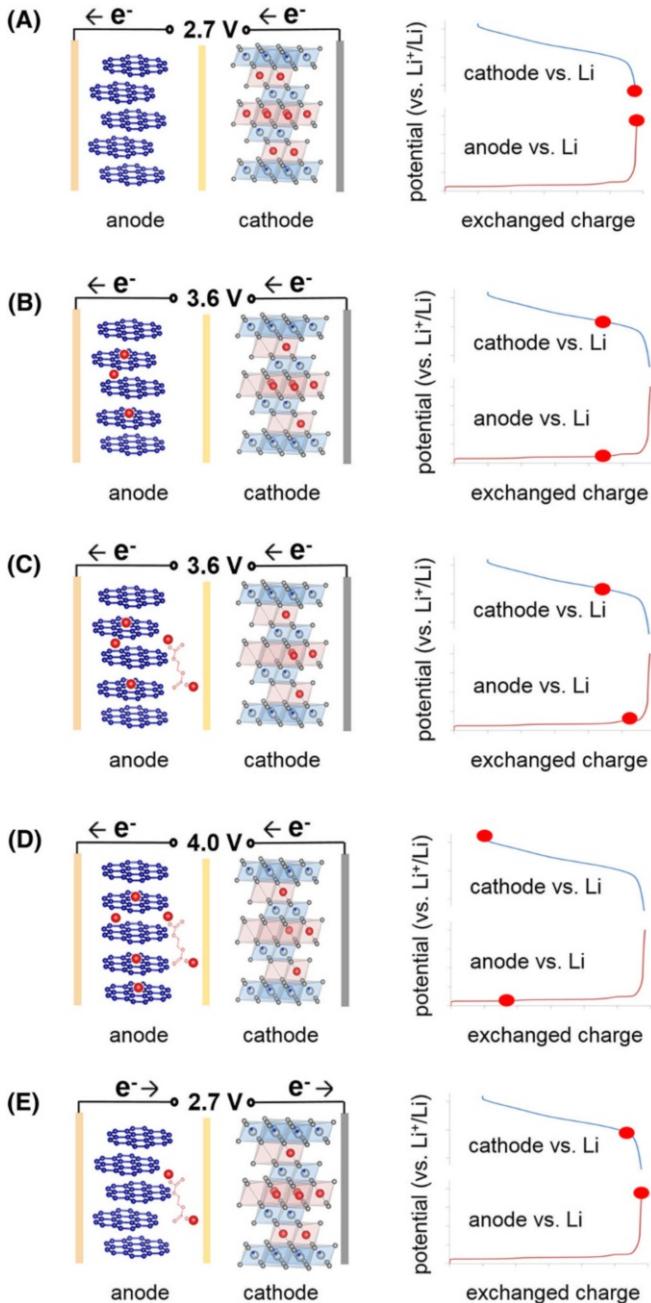 (A)
← e⁻ 2.7 V ← e⁻
anode cathode
potential (vs. Li⁺/Li)
cathode vs. Li
anode vs. Li
exchanged charge
(B)
← e⁻ 3.6 V ← e⁻
anode cathode
potential (vs. Li⁺/Li)
cathode vs. Li
anode vs. Li
exchanged charge
(C)
← e⁻ 3.6 V ← e⁻
anode cathode
potential (vs. Li⁺/Li)
cathode vs. Li
anode vs. Li
exchanged charge
(D)
← e⁻ 4.0 V ← e⁻
anode cathode
potential (vs. Li⁺/Li)
cathode vs. Li
anode vs. Li
exchanged charge
(E)
e⁻ → 2.7 V e⁻ →
anode cathode
potential (vs. Li⁺/Li)
cathode vs. Li
anode vs. Li
exchanged charge